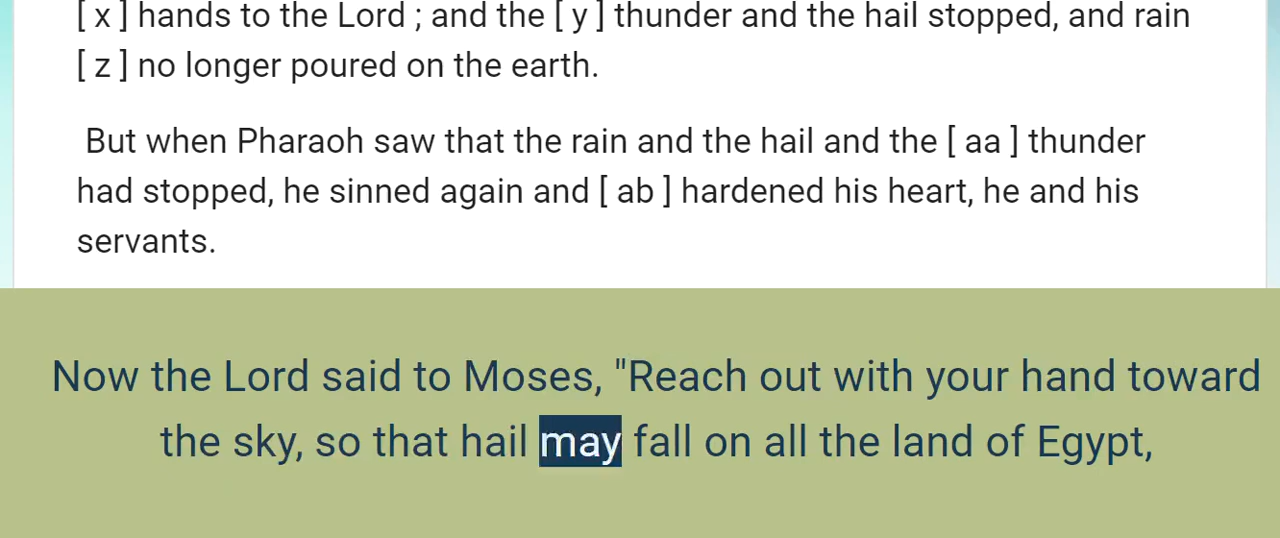 [ x ] hands to the Lord ; and the [ y ] thunder and the hail stopped, and rain
[ z ] no longer poured on the earth.
But when Pharaoh saw that the rain and the hail and the [ aa ] thunder
had stopped, he sinned again and [ ab ] hardened his heart, he and his
servants.
Now the Lord said to Moses, "Reach out with your hand toward
the sky, so that hail may fall on all the land of Egypt,